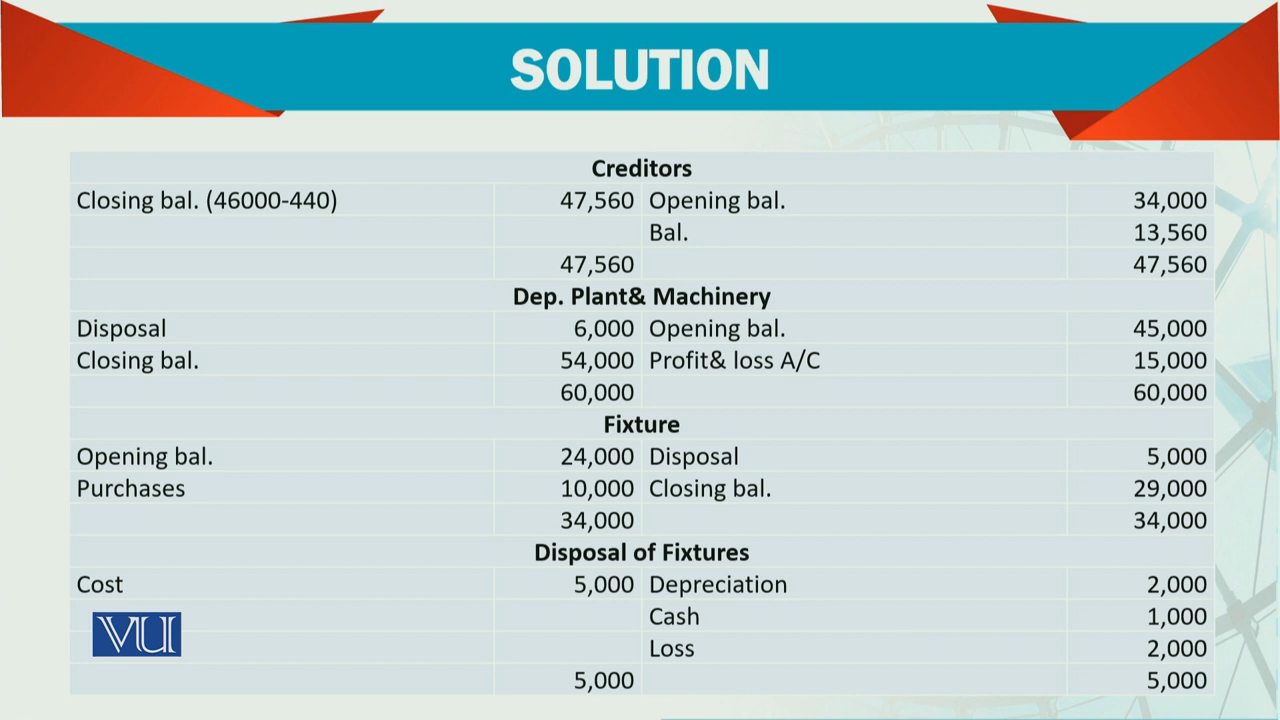 SOLUTION
Creditors
Closing bal. (46000-440) 47,560 Opening bal. 34,000
Bal. 13,560
47,560 47,560
Dep. Plant& Machinery
Disposal 6,000 Opening bal. 45,000
Closing bal. 54,000 Profit& loss A/C 15,000
60,000 60,000
Fixture
Opening bal. 24,000 Disposal 5,000
Purchases 10,000 Closing bal. 29,000
34,000 34,000
Disposal of Fixtures
Cost 5,000 Depreciation 2,000
Cash 1,000
Loss 2,000
5,000 5,000
VU